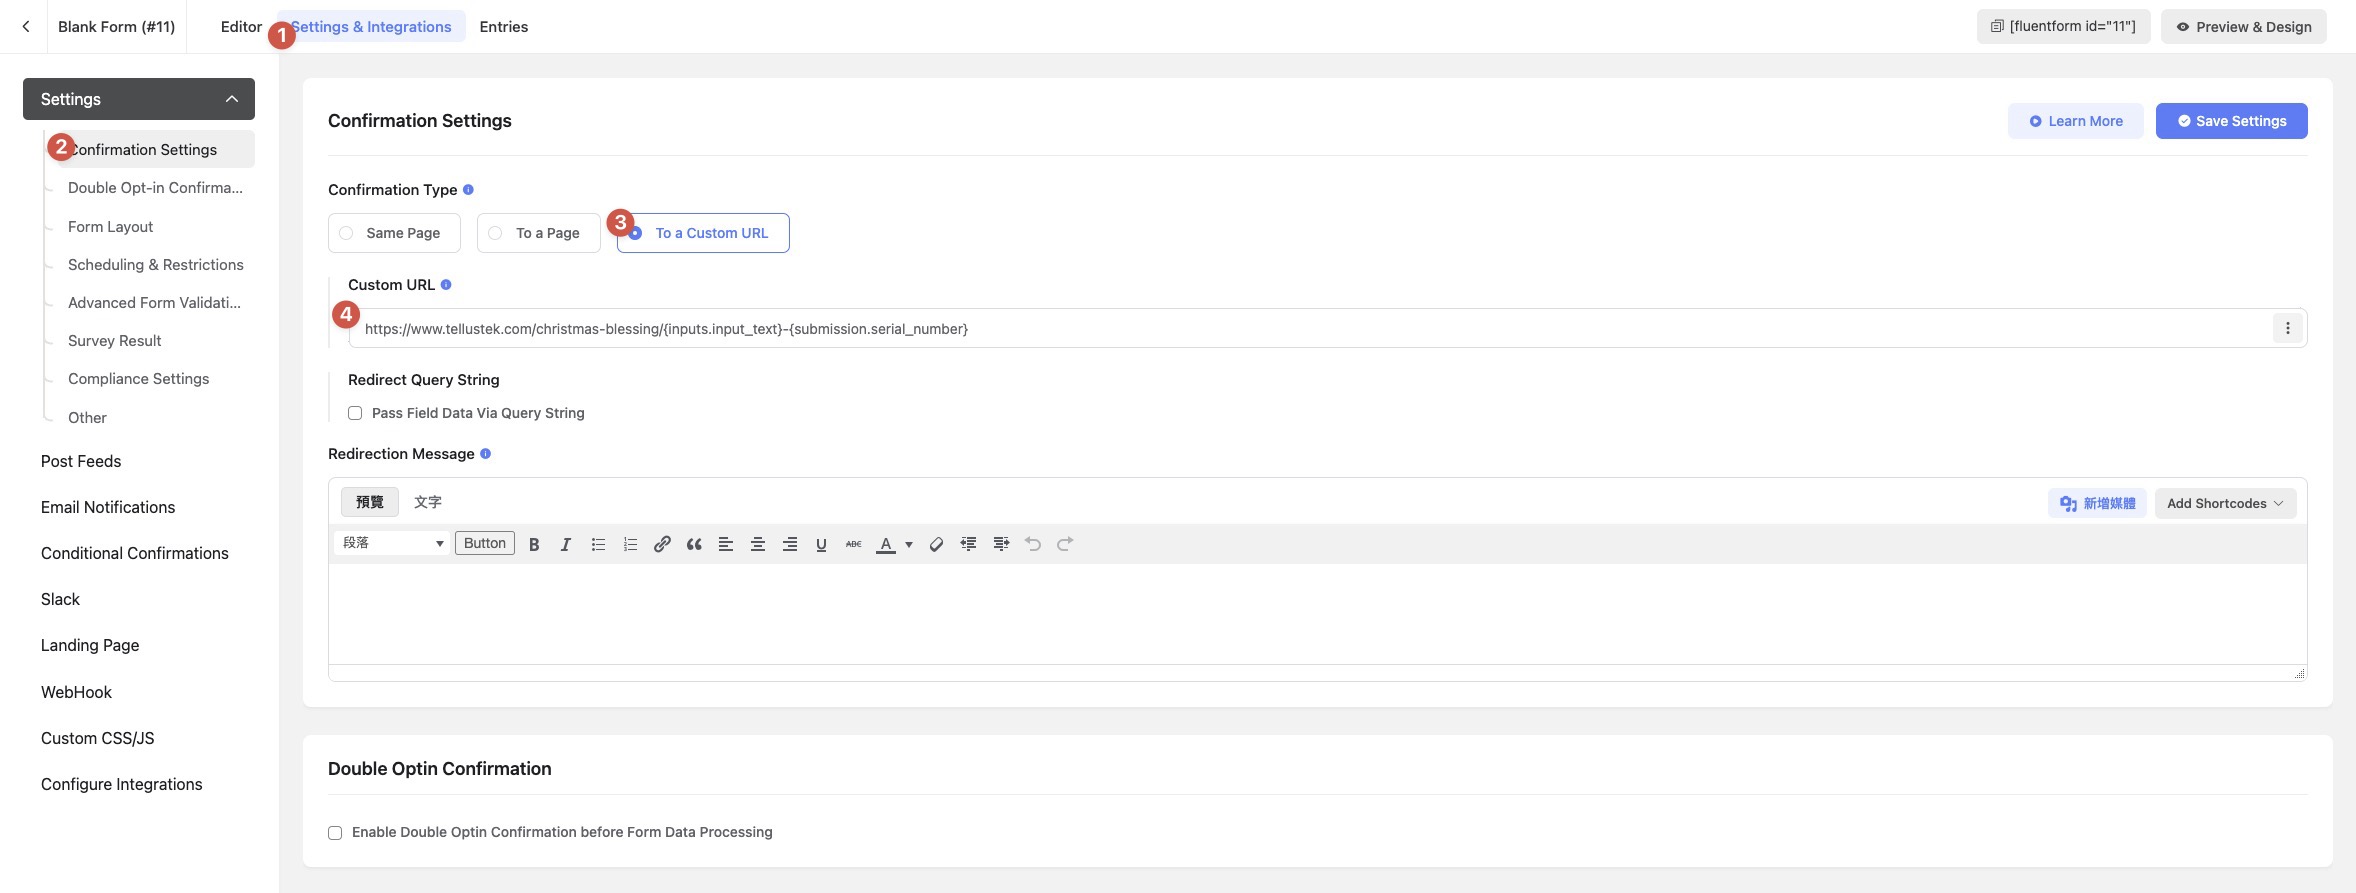 Blank Form (#11)
Editor
1
Settings & Integrations
Entries
[fluentform id="11"]
Preview & Design
Settings
2
Confirmation Settings
Double Opt-in Confirma...
Form Layout
Scheduling & Restrictions
Advanced Form Validati...
Survey Result
Compliance Settings
Other
Post Feeds
Email Notifications
Conditional Confirmations
Slack
Landing Page
WebHook
Custom CSS/JS
Configure Integrations
Confirmation Settings
Learn More
Save Settings
Confirmation Type
Same Page
To a Page
3
To a Custom URL
Custom URL
4
https://www.tellustek.com/christmas-blessing/{inputs.input_text}-{submission.serial_number}
Redirect Query String
Pass Field Data Via Query String
Redirection Message
預覽
文字
新增媒體
Add Shortcodes
段落
Button
B
I
U
ABC
A
Double Optin Confirmation
Enable Double Optin Confirmation before Form Data Processing